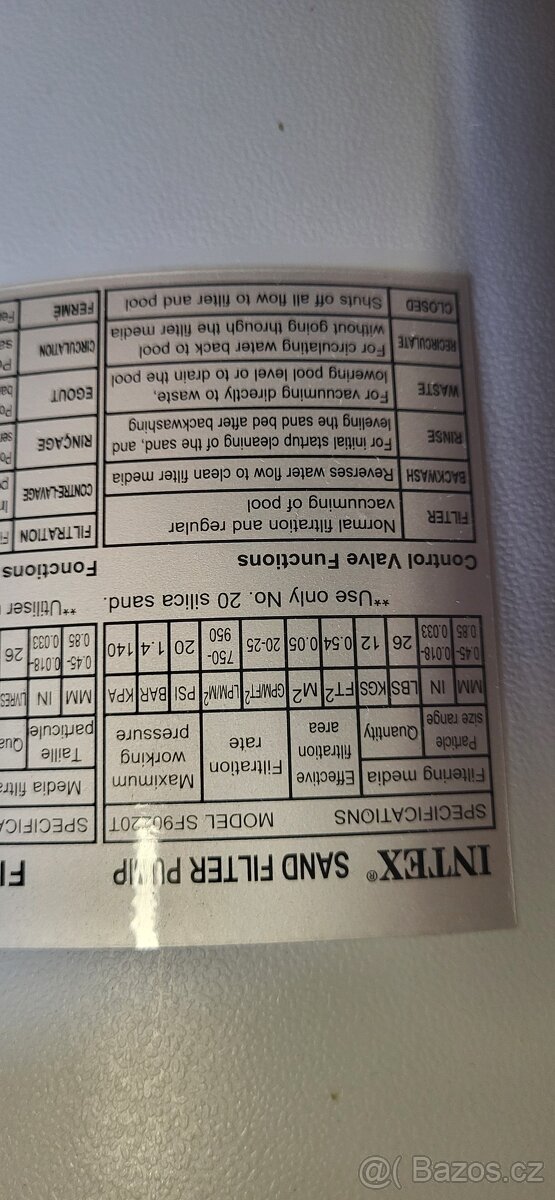 INTEX® SAND FILTER PUMP
SPECIFICATIONS MODEL SF90220T
Filtering media
Particle
size range
Quantity
Effective
filtration
area
Filtration
rate
Maximum
working
pressure
MM IN LBS KGS FT² M² GPM/FT² LPM/M² PSI BAR KPA
0.45-
0.85
0.018-
0.033
26 12 0.54 0.05 20-25
750-
950
20 1.4 140
**Use only No. 20 silica sand.
Control Valve Functions
FILTER
Normal filtration and regular
vacuuming of pool
BACKWASH Reverses water flow to clean filter media
RINSE
For initial startup cleaning of the sand, and
leveling the sand bed after backwashing
WASTE
For vacuuming directly to waste,
lowering pool level or to drain the pool
RECIRCULATE
For circulating water back to pool
without going through the filter media
CLOSED Shuts off all flow to filter and pool
FI
SPECIFICA
Media filtra
Taille
particule
Qua
MM IN LIVRES
0.45-
0.85
0.018-
0.033
26
**Utiliser
Fonctions
FILTRATION Fi
CONTRE-LAVAGE In
RINÇAGE
EGOUT
CIRCULATION
FERMÉ
@( Bazos.cz